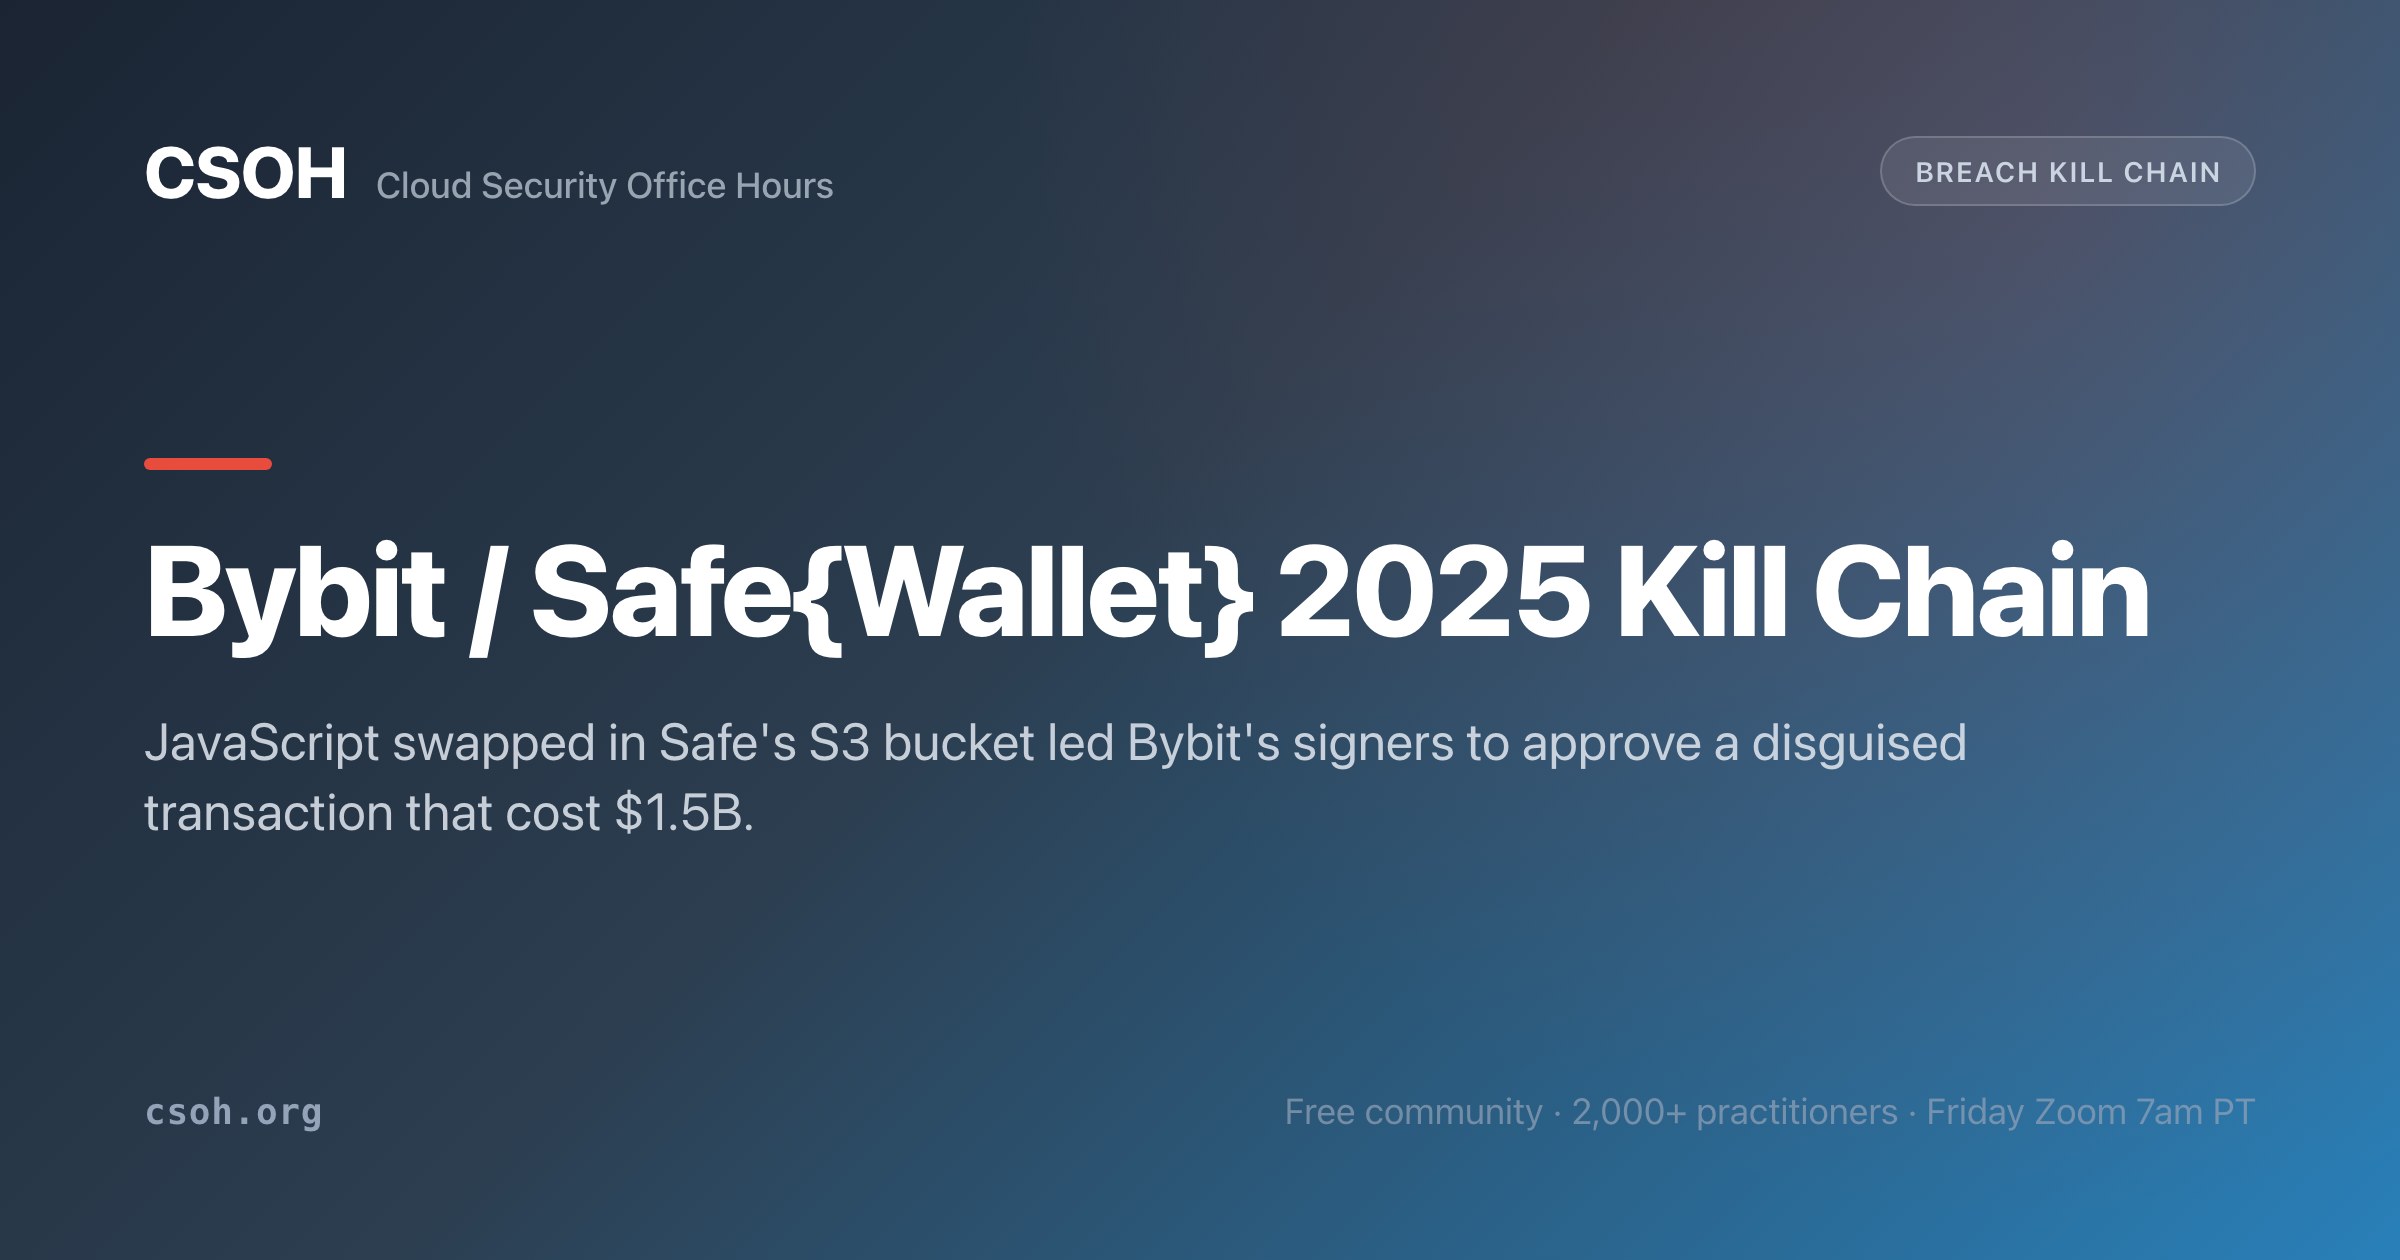 CSOH Cloud Security Office Hours
BREACH KILL CHAIN
Bybit / Safe{Wallet} 2025 Kill Chain
JavaScript swapped in Safe's S3 bucket led Bybit's signers to approve a disguised
transaction that cost $1.5B.
csoh.org
Free community · 2,000+ practitioners · Friday Zoom 7am PT